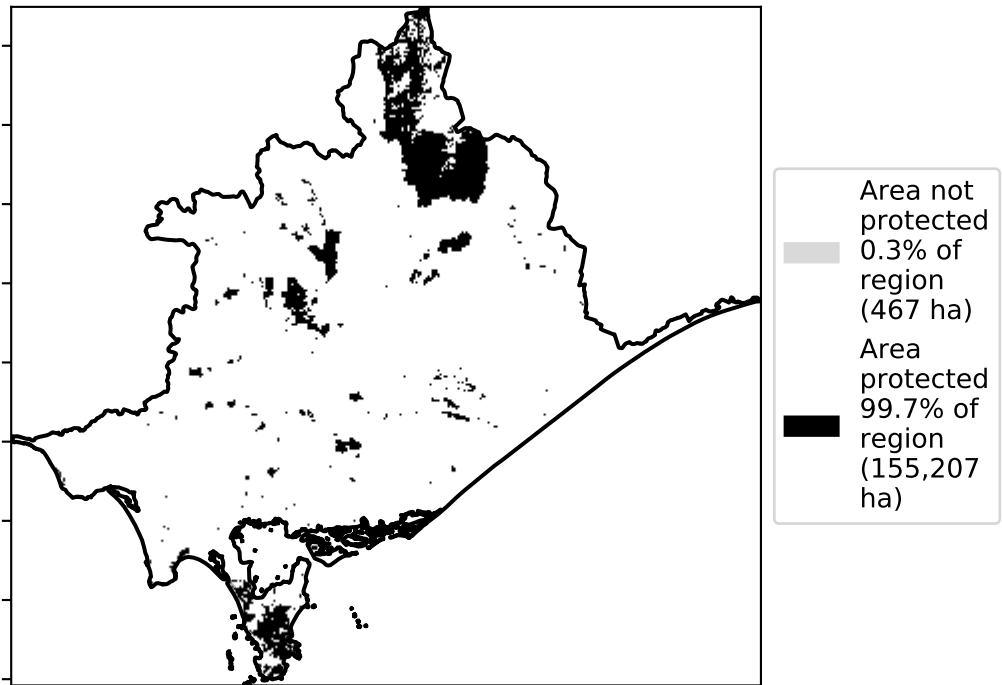 Area not
protected
0.3% of
region
(467 ha)
Area
protected
99.7% of
region
(155,207
ha)